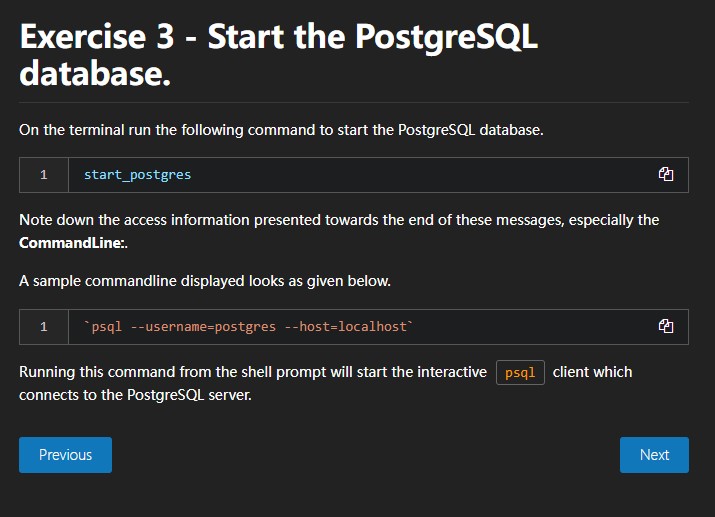 Exercise 3 - Start the PostgreSQL
database.
On the terminal run the following command to start the PostgreSQL database.
1 start_postgres
Note down the access information presented towards the end of these messages, especially the
CommandLine:.
A sample commandline displayed looks as given below.
1 `psql --username=postgres --host=localhost`
Running this command from the shell prompt will start the interactive psql client which
connects to the PostgreSQL server.
Previous Next